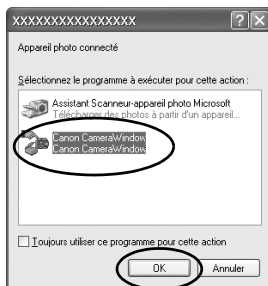 XXXXXXXXXXXXXXXXX
Appareil photo connecté
Sélectionnez le programme à exécuter pour cette action :
Assistant Scanneur-appareil photo Microsoft
Télécharger des photos à partir d'un appareil...
Canon CameraWindow
Canon CameraWindow
Toujours utiliser ce programme pour cette action
OK
Annuler